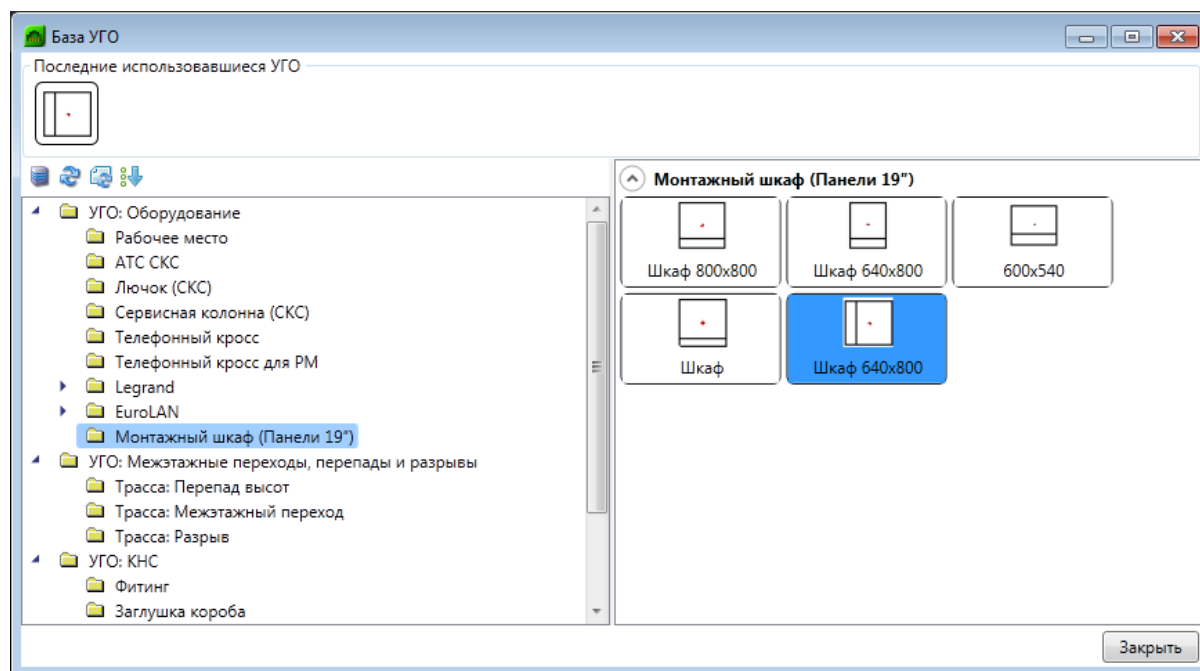 База УГО
Последние использовавшиеся УГО
УГО: Оборудование
Рабочее место
АТС СКС
Лючок (СКС)
Сервисная колонна (СКС)
Телефонный кросс
Телефонный кросс для РМ
Legrand
EuroLAN
Монтажный шкаф (Панели 19")
УГО: Межэтажные переходы, перепады и разрывы
Трасса: Перепад высот
Трасса: Межэтажный переход
Трасса: Разрыв
УГО: КНС
Фитинг
Заглушка короба
Монтажный шкаф (Панели 19")
Шкаф 800x800 Шкаф 640x800 600x540
Шкаф Шкаф 640x800
Закрыть